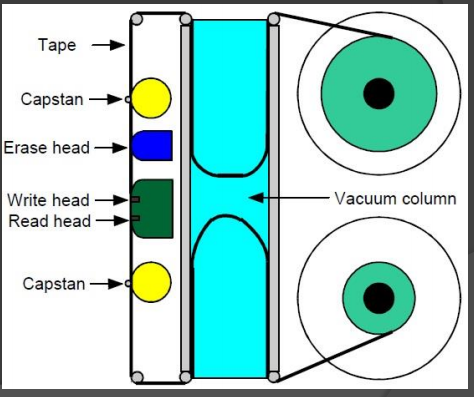 Tape
Capstan
Erase head
Write head
Read head
Vacuum column
Capstan